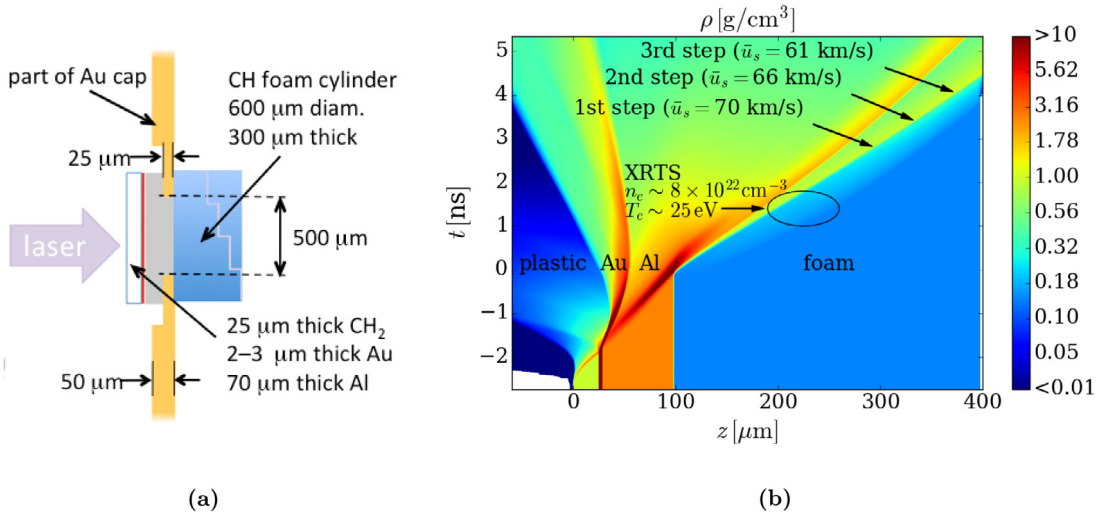 part of Au cap
CH foam cylinder
600 μm diam.
300 μm thick
25 μm
laser
500 μm
25 μm thick CH₂
2–3 μm thick Au
70 μm thick Al
50 μm
(a)
ρ [g/cm³]
3rd step (ūₛ = 61 km/s)
2nd step (ūₛ = 66 km/s)
1st step (ūₛ = 70 km/s)
XRTS
nₑ ~ 8 × 10²²cm⁻³
Tₑ ~ 25 eV
plastic Au Al foam
t [ns]
5
4
3
2
1
0
−1
−2
0 100 200 300 400
z [μm]
>10
5.62
3.16
1.78
1.00
0.56
0.32
0.18
0.10
0.05
<0.01
(b)